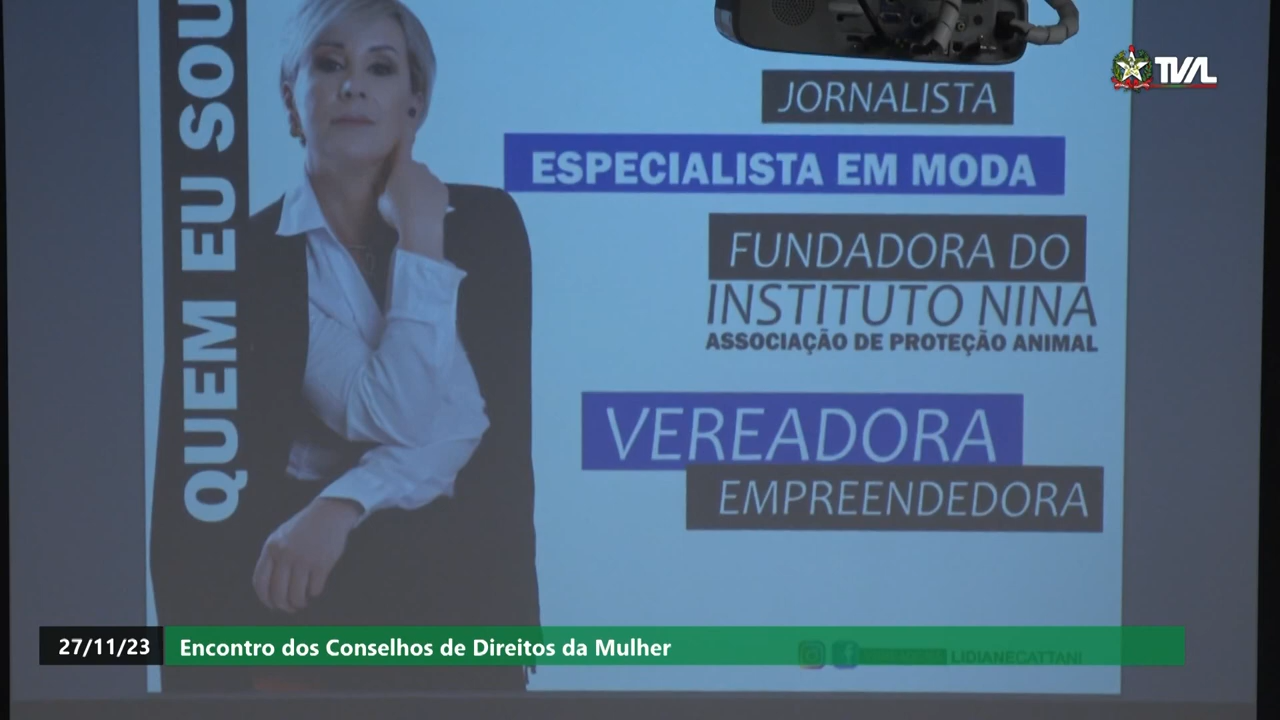 QUEM EU SOU
TVAL
JORNALISTA
ESPECIALISTA EM MODA
FUNDADORA DO
INSTITUTO NINA
ASSOCIAÇÃO DE PROTEÇÃO ANIMAL
VEREADORA
EMPREENDEDORA
27/11/23
Encontro dos Conselhos de Direitos da Mulher
LIDIANECATTANI